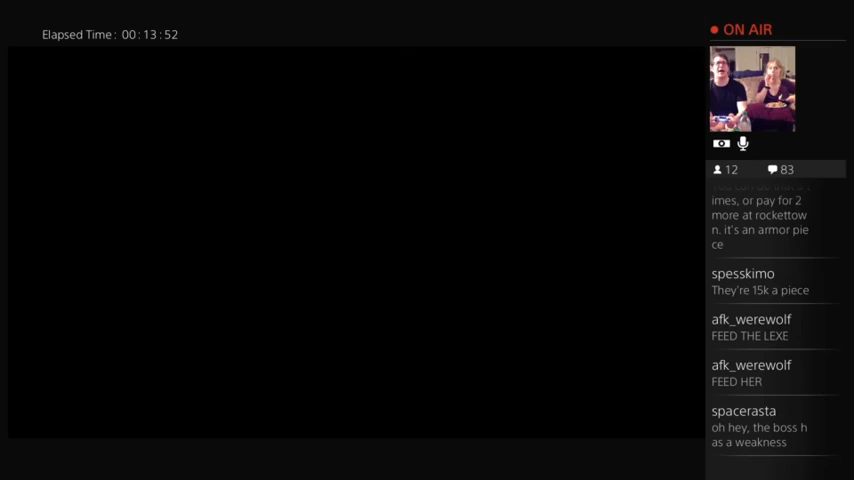 Elapsed Time: 00:13:52
ON AIR
12
83
imes, or pay for 2
more at rockettow
n. it's an armor pie
ce
spesskimo
They're 15k a piece
afk_werewolf
FEED THE LEXE
afk_werewolf
FEED HER
spacerasta
oh hey, the boss h
as a weakness